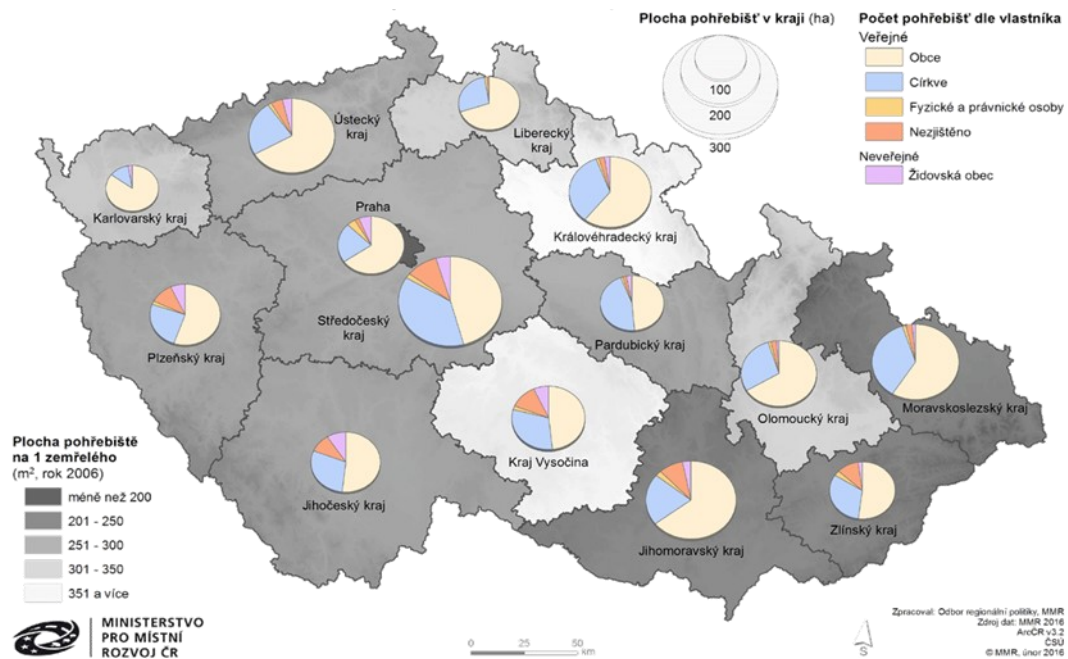 Plocha pohřebišť v kraji (ha)
100
200
300
Počet pohřebišť dle vlastníka
Veřejné
Obce
Církve
Fyzické a právnické osoby
Nezjištěno
Neveřejné
Židovská obec
Ústecký
kraj
Liberecký
kraj
Karlovarský kraj
Praha
Královéhradecký kraj
Středočeský
kraj
Plzeňský kraj
Pardubický kraj
Olomoucký kraj
Moravskoslezský kraj
Kraj Vysočina
Jihočeský kraj
Jihomoravský kraj
Zlínský kraj
Plocha pohřebiště
na 1 zemřelého
(m², rok 2006)
méně než 200
201 - 250
251 - 300
301 - 350
351 a více
MINISTERSTVO
PRO MÍSTNÍ
ROZVOJ ČR
0 25 50
km
S
Zpracoval: Odbor regionální politiky, MMR
Zdroj dat: MMR 2016
ArcČR v3.2
ČSÚ
© MMR, únor 2016